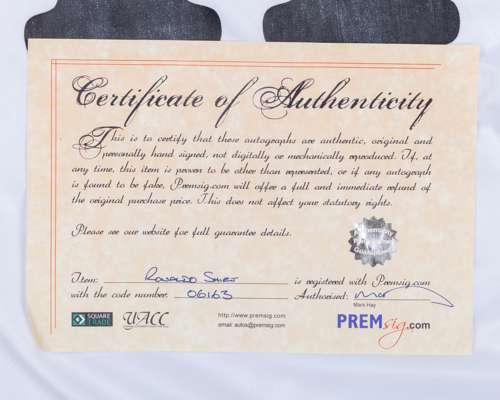 Certificate of Authenticity
This is to certify that these autographs are authentic, original and
personally hand signed, not digitally or mechanically reproduced. If, at
any time, this item is proven to be other than represented, or if any autograph
is found to be fake, Premsig.com will offer a full and immediate refund of
the original purchase price. This does not affect your statutory rights.
Please see our website for full guarantee details.
Item: Ronaldo Shirt is registered with Premsig.com
with the code number: 06163 Authorised:
Mark Hay
SQUARE TRADE UACC http://www.premsig.com
email: autos@premsig.com
PREMsig.com